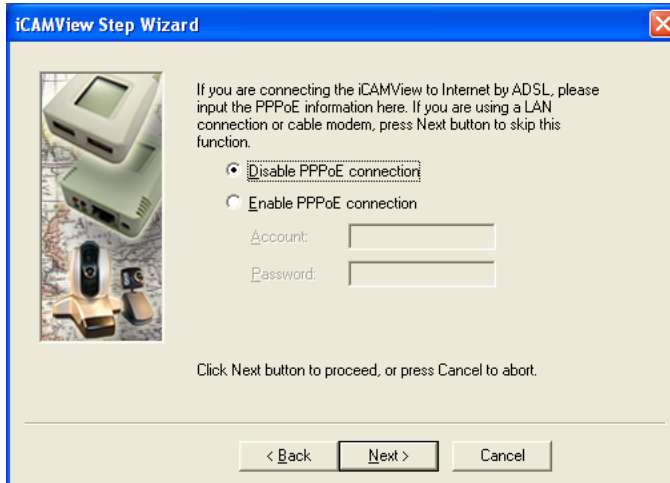 iCAMView Step Wizard
If you are connecting the iCAMView to Internet by ADSL, please
input the PPPoE information here. If you are using a LAN
connection or cable modem, press Next button to skip this
function.
Disable PPPoE connection
Enable PPPoE connection
Account:
Password:
Click Next button to proceed, or press Cancel to abort.
< Back
Next >
Cancel